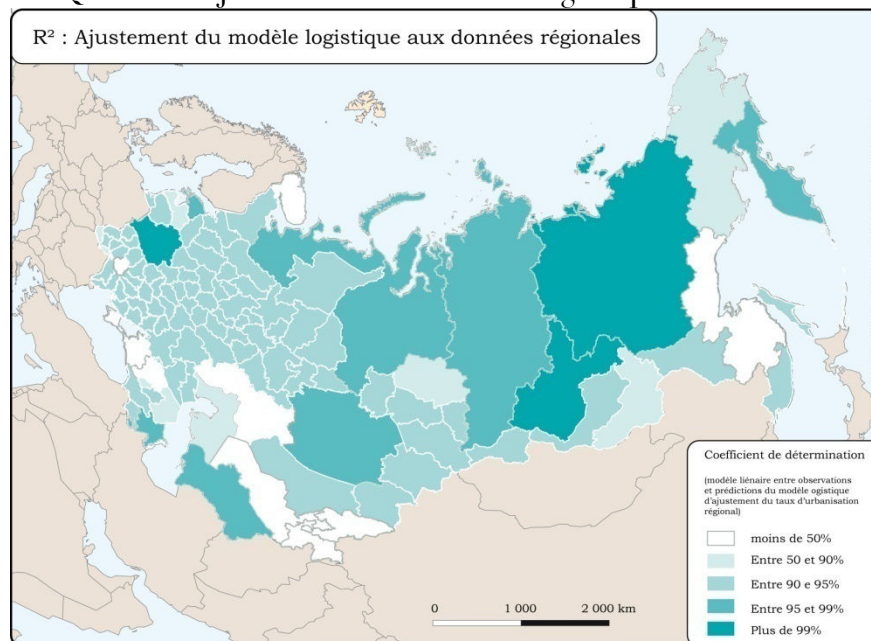 R² : Ajustement du modèle logistique aux données régionales
Coefficient de détermination
(modèle liénaire entre observations
et prédictions du modèle ogistique
d'ajustement du taux d'urbanisation
régional)
moins de 50%
Entre 50 et 90%
Entre 90 e 95%
Entre 95 et 99%
Plus de 99%
0 1 000 2 000 km